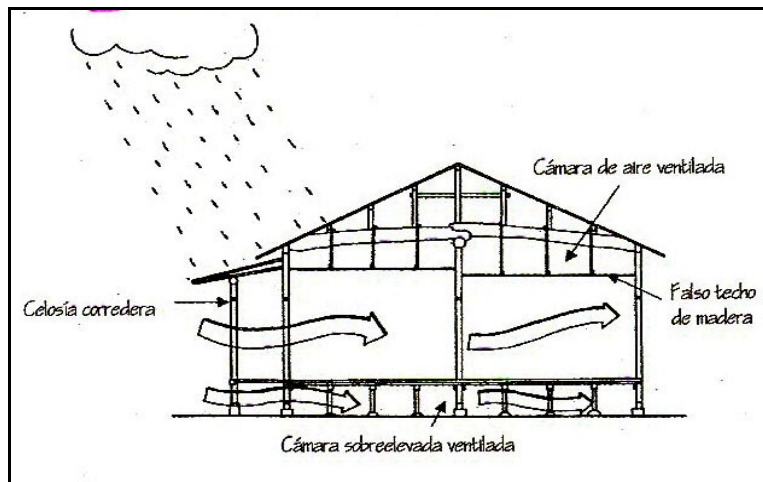 Cámara de aire ventilada
Celosía corredera
Falso techo
de madera
Cámara sobreelevada ventilada